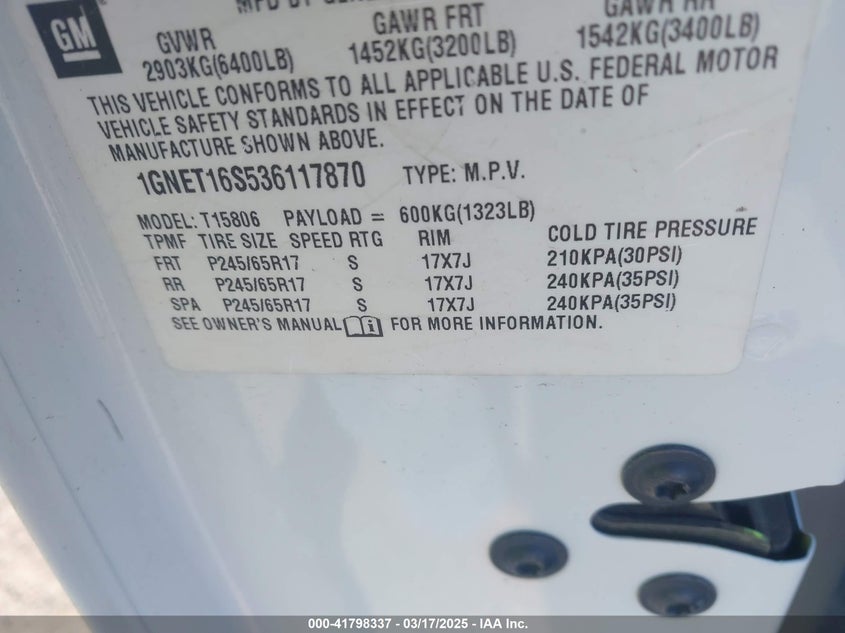 MFD BY
GM
GVWR GAWR FRT GAWR RR
2903KG(6400LB) 1452KG(3200LB) 1542KG(3400LB)
THIS VEHICLE CONFORMS TO ALL APPLICABLE U.S. FEDERAL MOTOR
VEHICLE SAFETY STANDARDS IN EFFECT ON THE DATE OF
MANUFACTURE SHOWN ABOVE.
1GNET16S536117870 TYPE: M.P.V.
MODEL: T15806 PAYLOAD = 600KG(1323LB)
TPMF TIRE SIZE SPEED RTG RIM COLD TIRE PRESSURE
FRT P245/65R17 S 17X7J 210KPA(30PSI)
RR P245/65R17 S 17X7J 240KPA(35PSI)
SPA P245/65R17 S 17X7J 240KPA(35PSI)
SEE OWNER'S MANUAL FOR MORE INFORMATION.
000-41798337 - 03/17/2025 - IAA Inc.